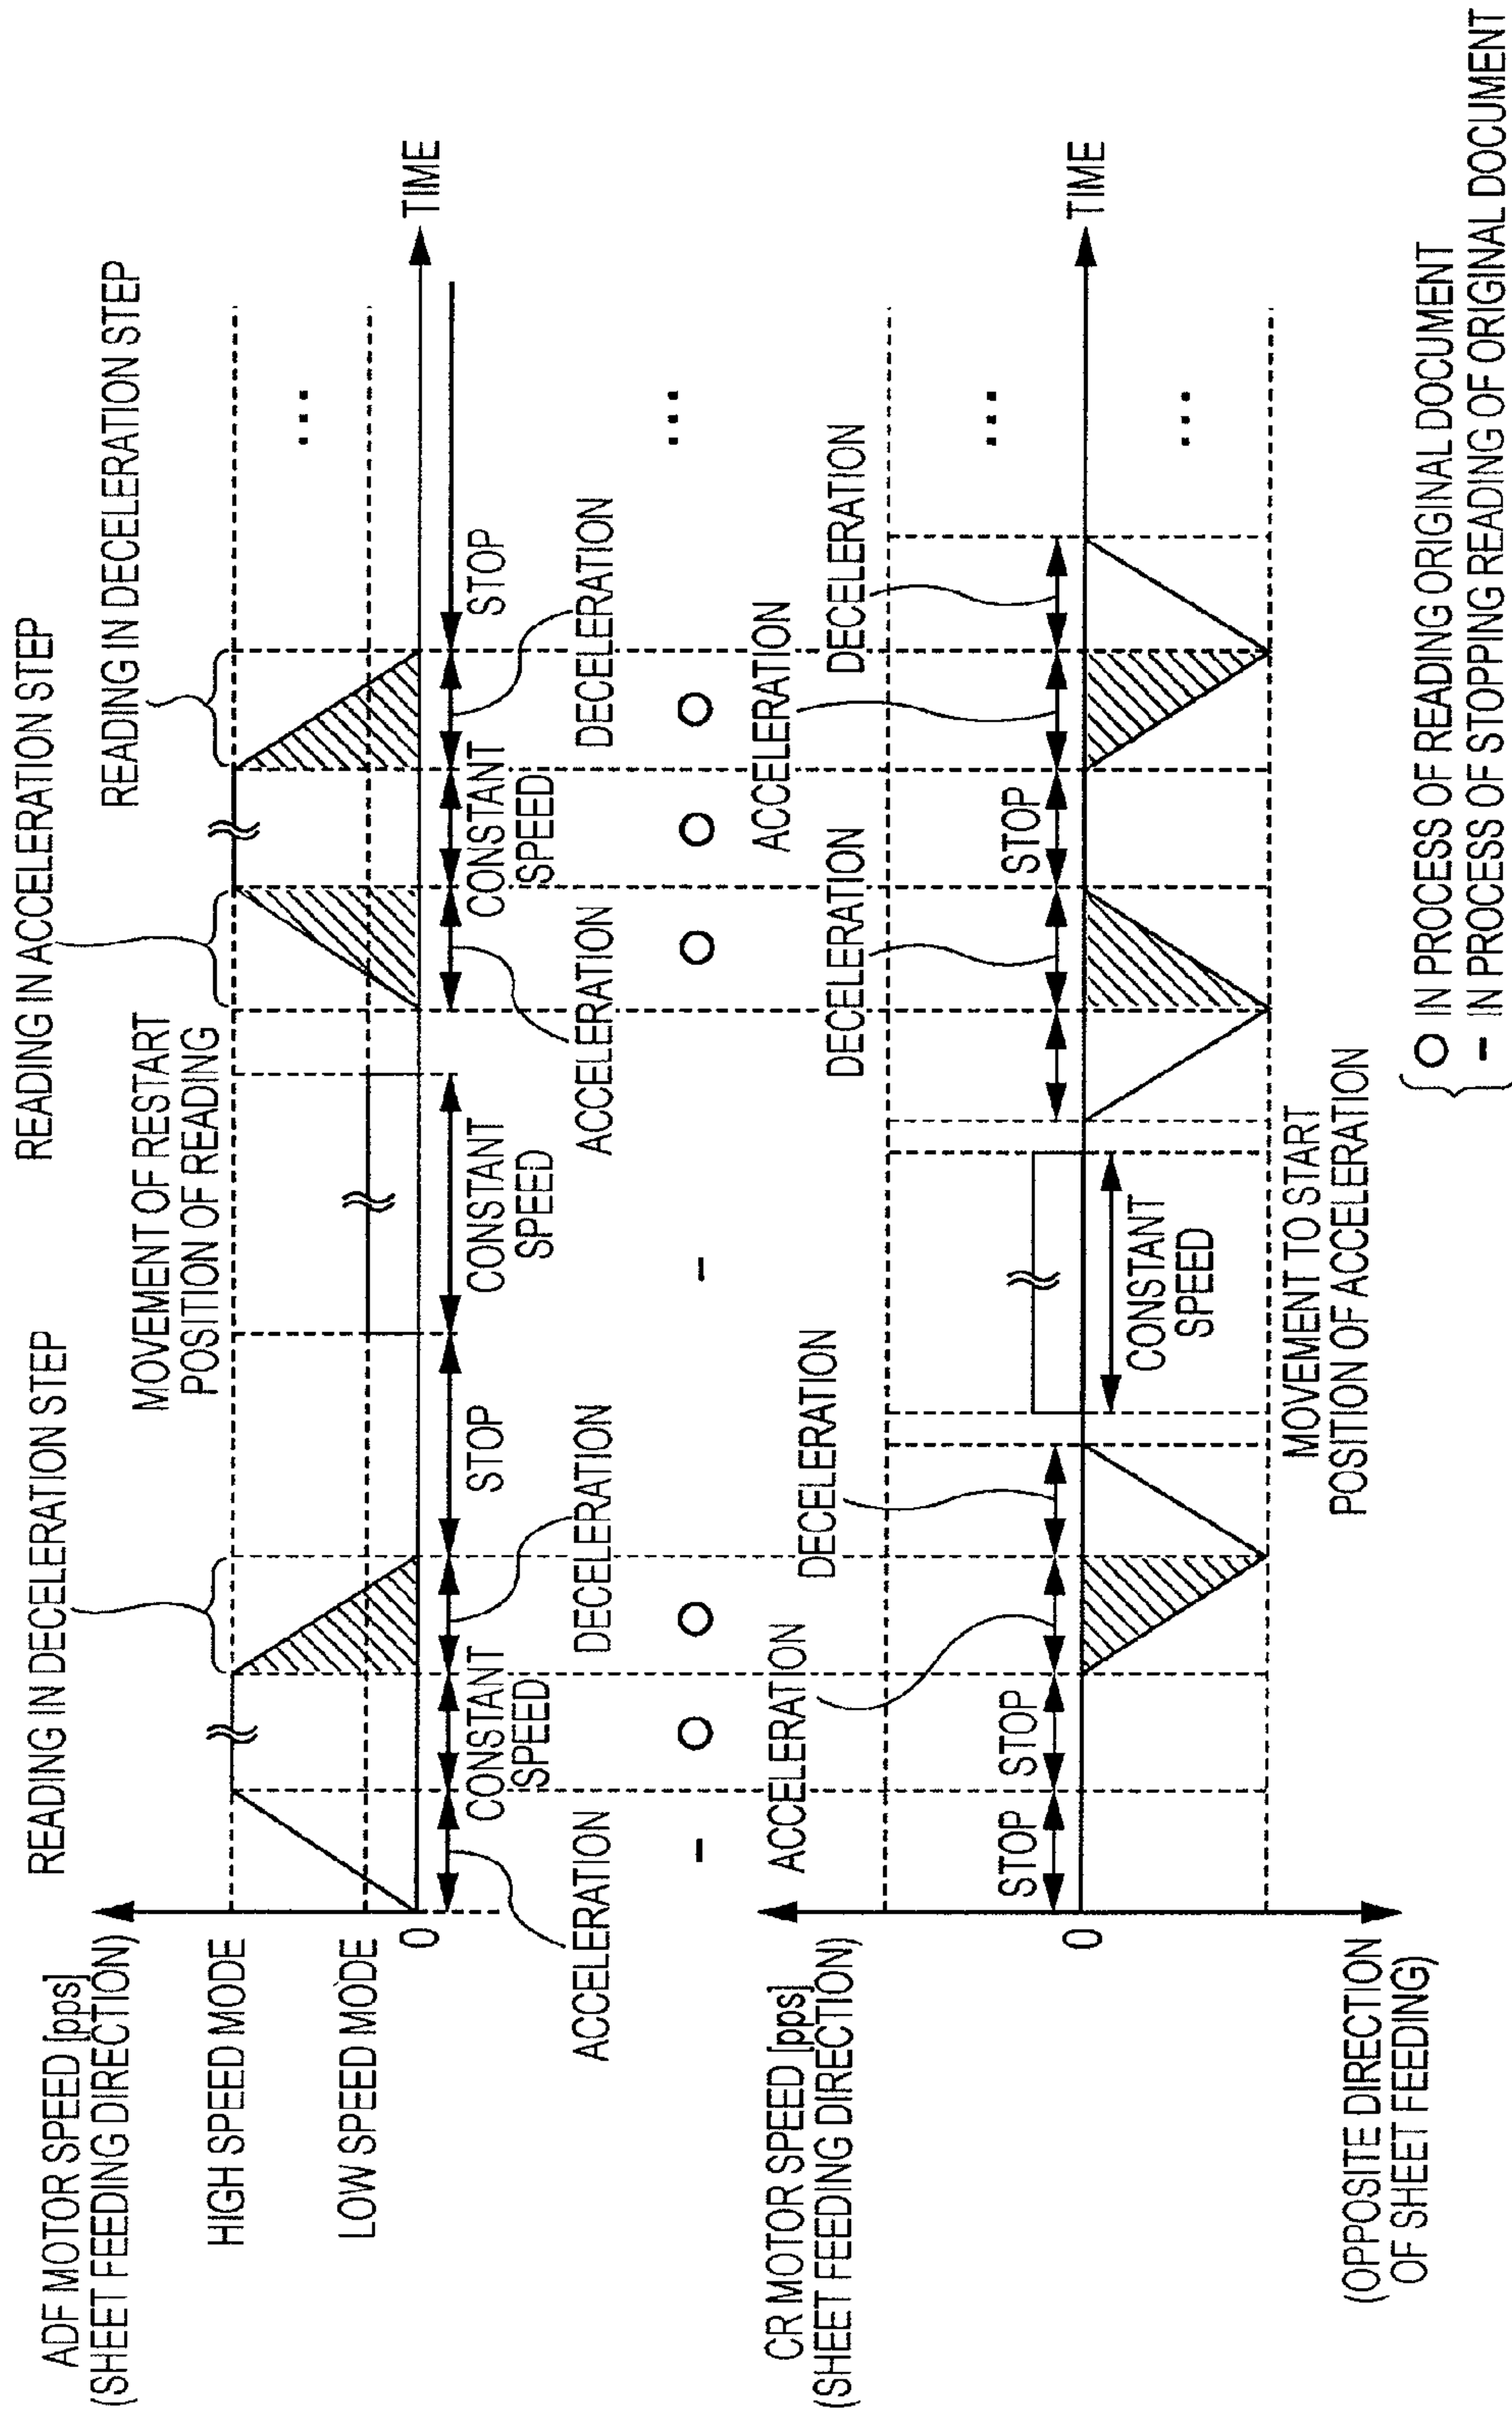 ADF MOTOR SPEED [pps]
(SHEET FEEDING DIRECTION)
HIGH SPEED MODE
LOW SPEED MODE
0
READING IN DECELERATION STEP
MOVEMENT OF RESTART
POSITION OF READING
READING IN ACCELERATION STEP
READING IN DECELERATION STEP
...
TIME
ACCELERATION
CONSTANT
SPEED
DECELERATION
STOP
CONSTANT
SPEED
ACCELERATION
CONSTANT
SPEED
DECELERATION
STOP
- O O - O O O ...
CR MOTOR SPEED [pps]
(SHEET FEEDING DIRECTION)
0
(OPPOSITE DIRECTION
OF SHEET FEEDING)
STOP
STOP
ACCELERATION
DECELERATION
CONSTANT
SPEED
MOVEMENT TO START
POSITION OF ACCELERATION
DECELERATION
STOP
ACCELERATION
DECELERATION
...
...
TIME
O IN PROCESS OF READING ORIGINAL DOCUMENT
- IN PROCESS OF STOPPING READING OF ORIGINAL DOCUMENT